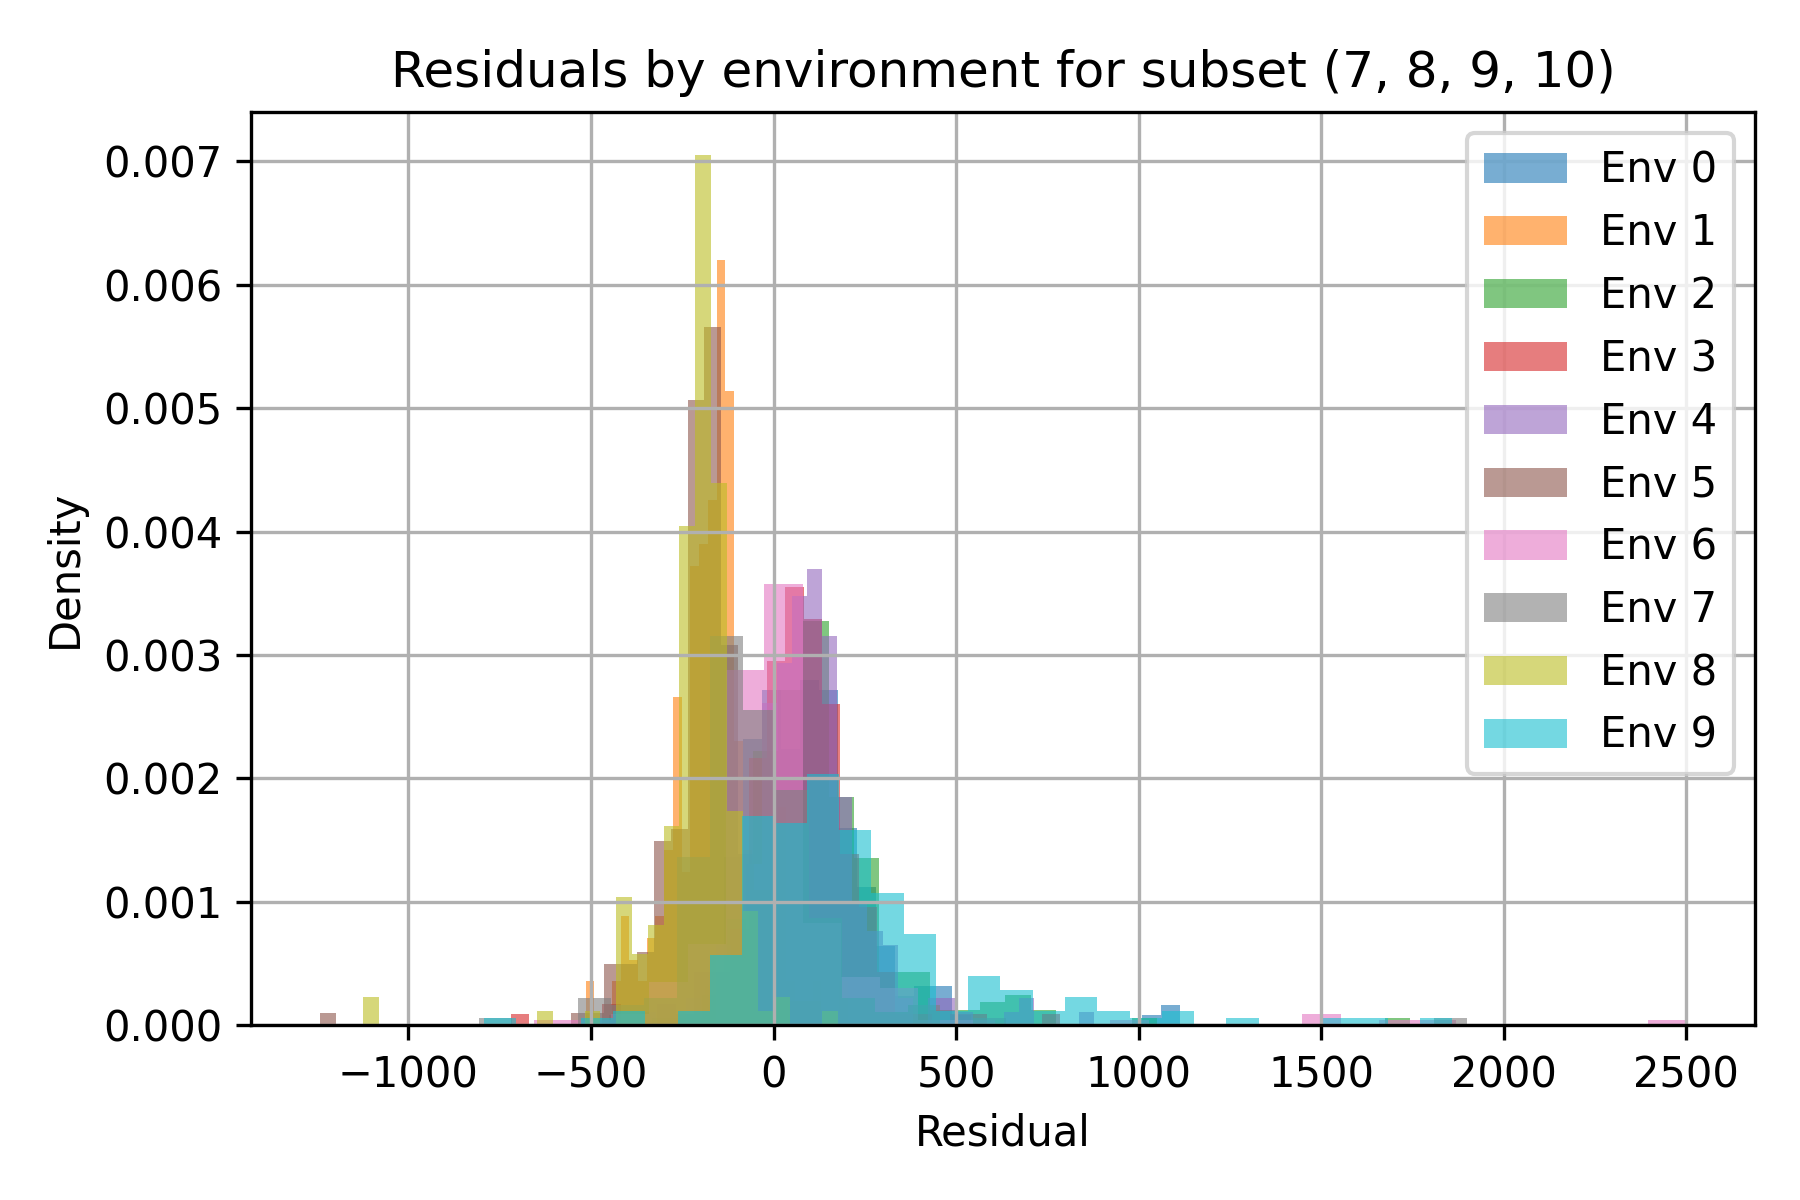 Residuals by environment for subset (7, 8, 9, 10)
0.007
0.006
0.005
0.004
0.003
0.002
0.001
0.000
Density
Env 0
Env 1
Env 2
Env 3
Env 4
Env 5
Env 6
Env 7
Env 8
Env 9
−1000
−500
0
500
1000
1500
2000
2500
Residual